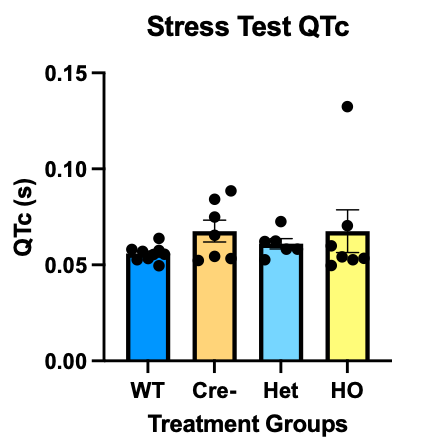 Stress Test QTc
0.15
0.10
0.05
0.00
QTc (s)
WT Cre- Het HO
Treatment Groups